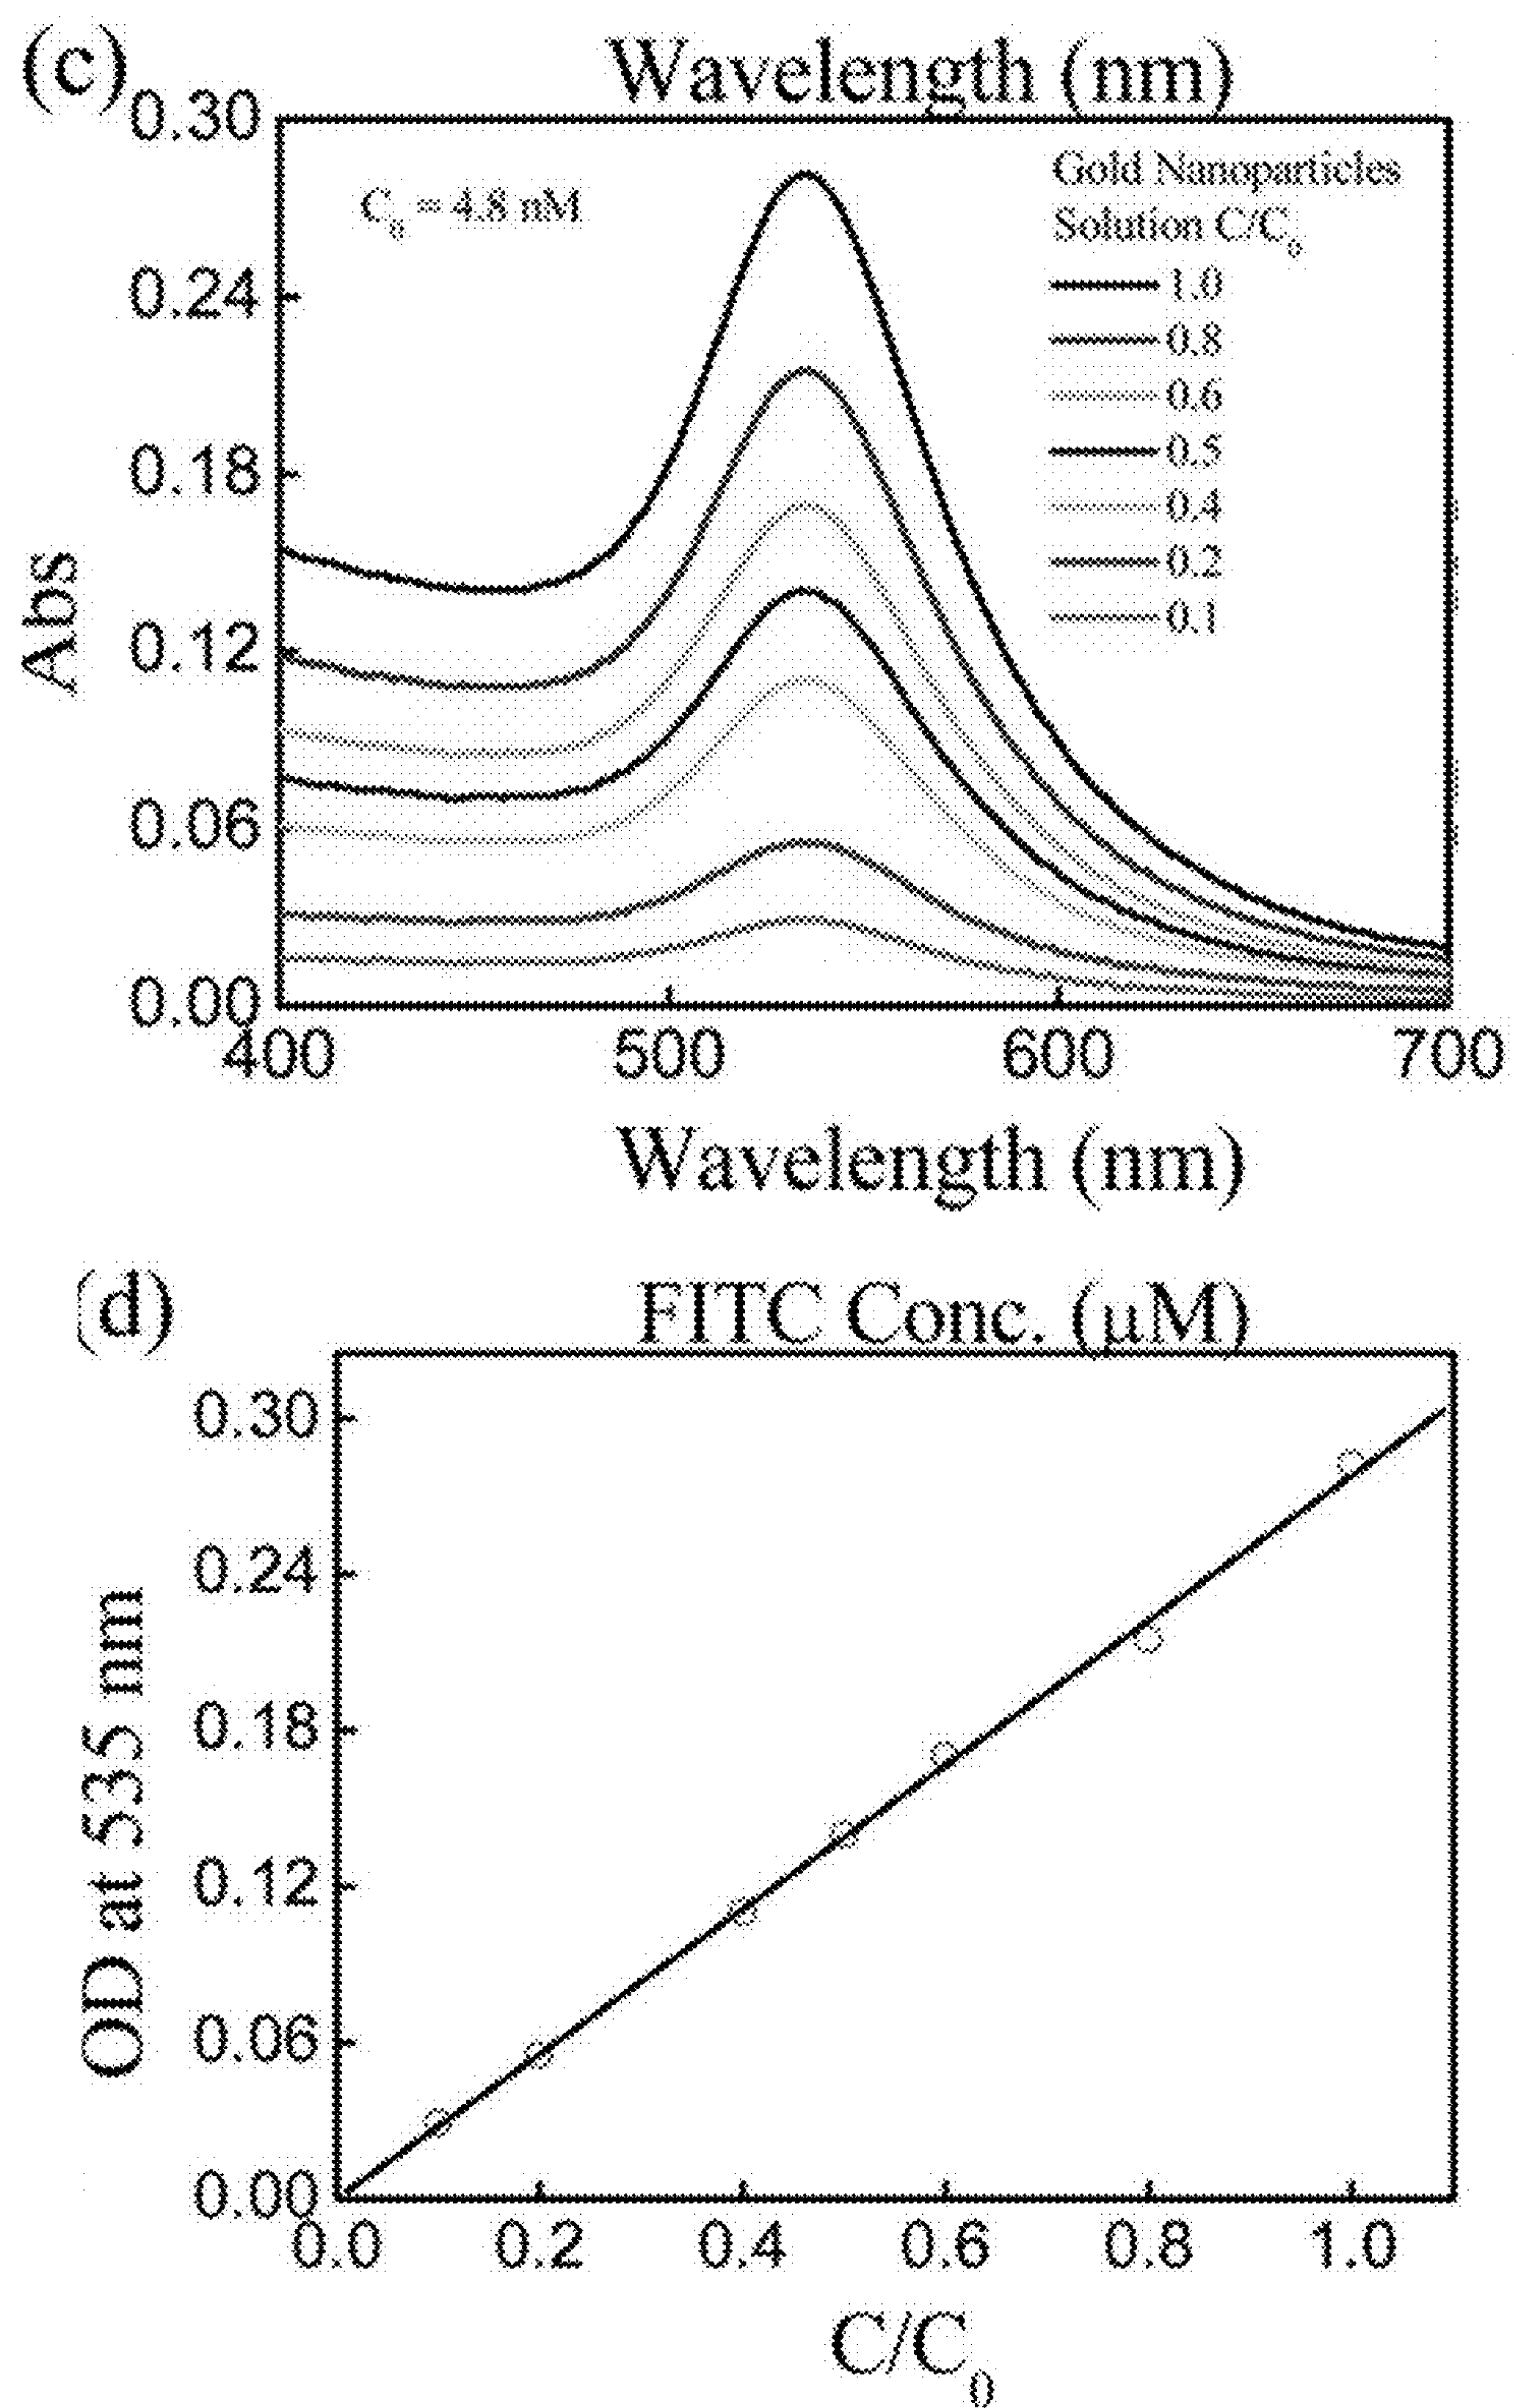 (c)
Wavelength (nm)
0.30
C₀ = 4.8 nM
Gold Nanoparticles
Solution C/C₀
1.0
0.8
0.6
0.5
0.4
0.2
0.1
0.24
0.18
0.12
0.06
0.00
Abs
400 500 600 700
Wavelength (nm)
(d)
FITC Conc. (μM)
0.30
0.24
0.18
0.12
0.06
0.00
OD at 535 nm
0.0 0.2 0.4 0.6 0.8 1.0
C/C₀